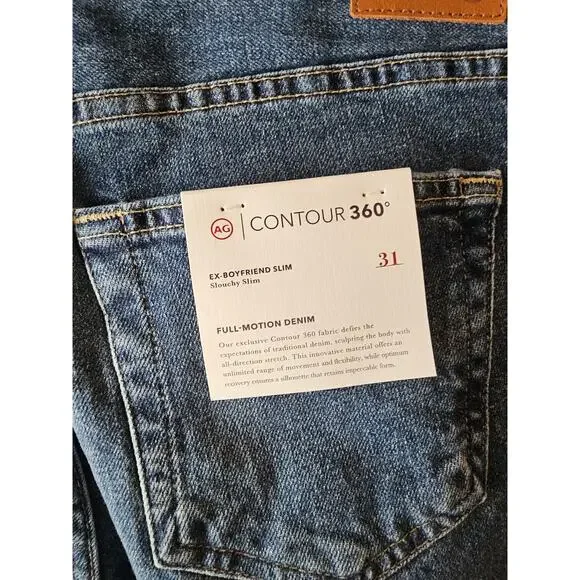 AG | CONTOUR 360°
EX-BOYFRIEND SLIM
Slouchy Slim
31
FULL-MOTION DENIM
Our exclusive Contour 360 fabric defies the
expectations of traditional denim, sculpting the body with
all-direction stretch. This innovative material offers an
unlimited range of movement and flexibility, while optimum
recovery ensures a silhouette that retains impeccable form.